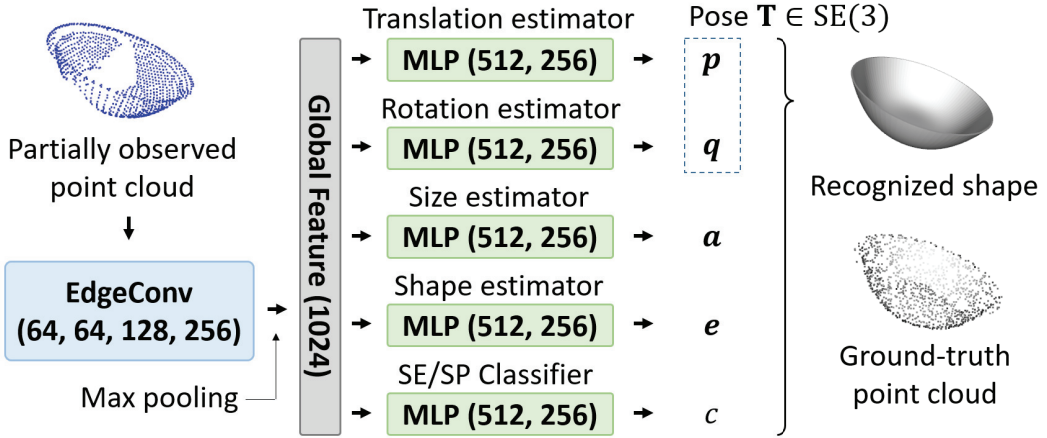 Partially observed
point cloud
EdgeConv
(64, 64, 128, 256)
Max pooling
Global Feature (1024)
Translation estimator
MLP (512, 256)
p
Rotation estimator
MLP (512, 256)
q
Size estimator
MLP (512, 256)
a
Shape estimator
MLP (512, 256)
e
SE/SP Classifier
MLP (512, 256)
c
Pose T ∈ SE(3)
Recognized shape
Ground-truth
point cloud